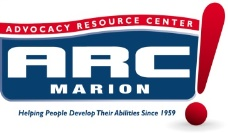 ADVOCACY RESOURCE CENTER
ARC
MARION
Helping People Develop Their Abilities Since 1959